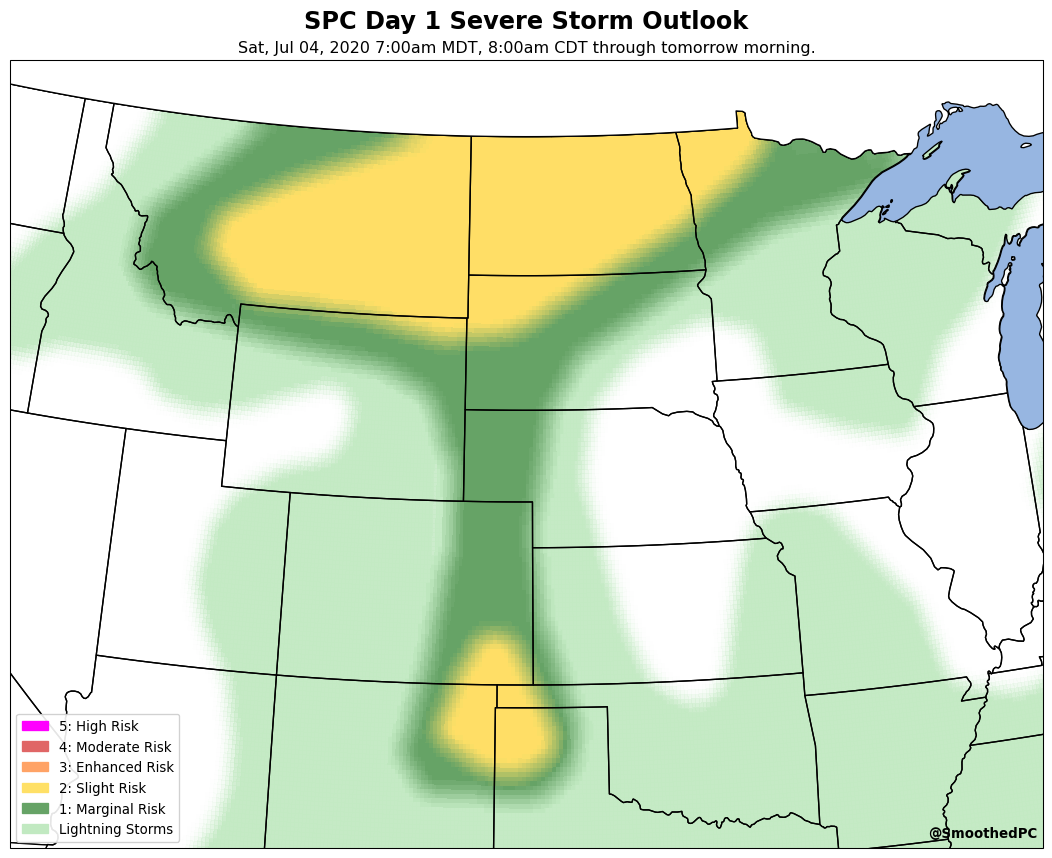 SPC Day 1 Severe Storm Outlook
Sat, Jul 04, 2020 7:00am MDT, 8:00am CDT through tomorrow morning.
5: High Risk
4: Moderate Risk
3: Enhanced Risk
2: Slight Risk
1: Marginal Risk
Lightning Storms
@SmoothedPC